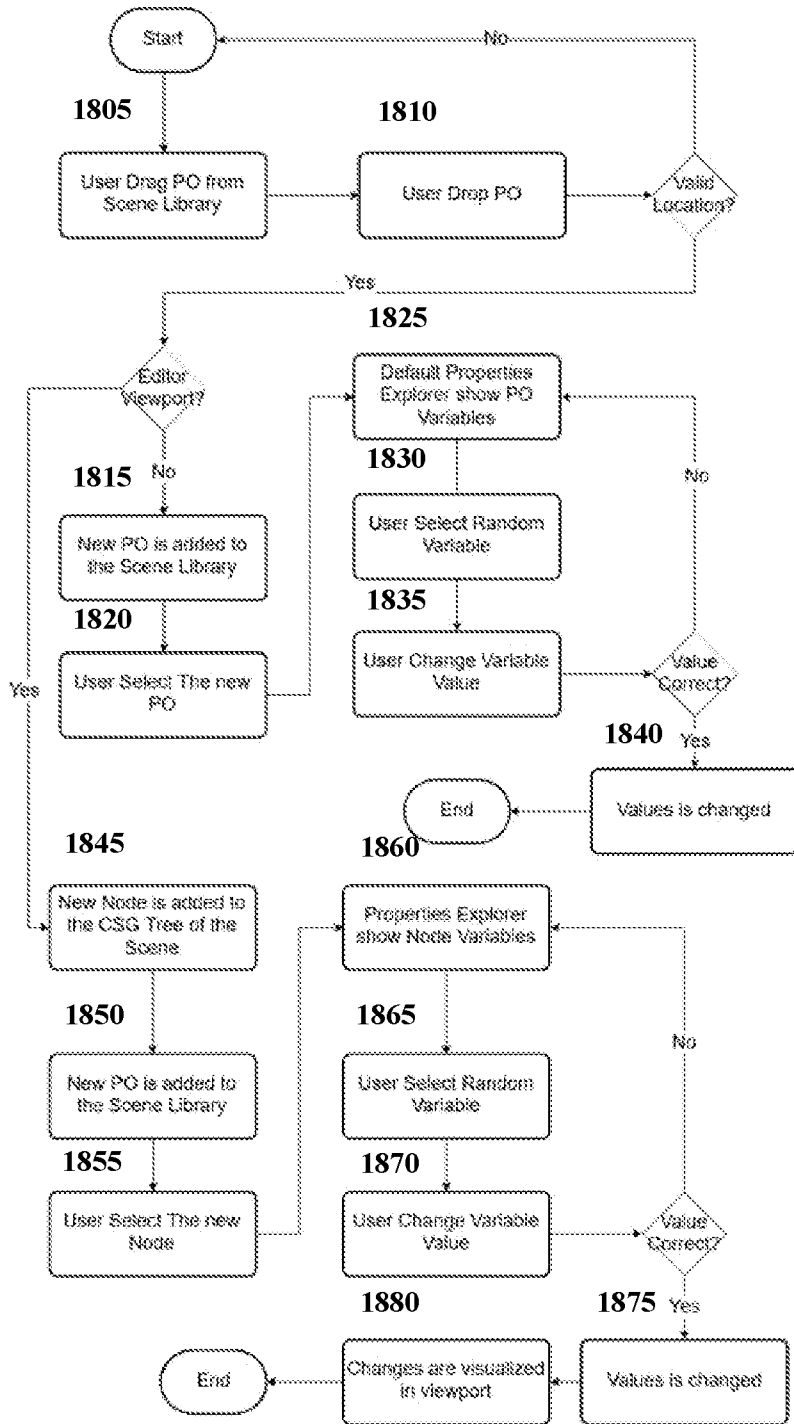 Start
No
1805
1810
User Drag PO from
Scene Library
User Drop PO
Valid
Location?
Yes
1825
Editor
Viewport?
Default Properties
Explorer show PO
Variables
1815
No
1830
No
New PO is added to
the Scene Library
User Select Random
Variable
1820
1835
User Select The new
PO
User Change Variable
Value
Value
Correct?
Yes
1840
Yes
End
Values is changed
1845
1860
New Node is added to
the CSG Tree of the
Scene
Properties Explorer
show Node Variables
1850
1865
No
New PO is added to
the Scene Library
User Select Random
Variable
1855
1870
User Select The new
Node
User Change Variable
Value
Value
Correct?
1880
1875
Yes
End
Changes are visualized
in viewport
Values is changed